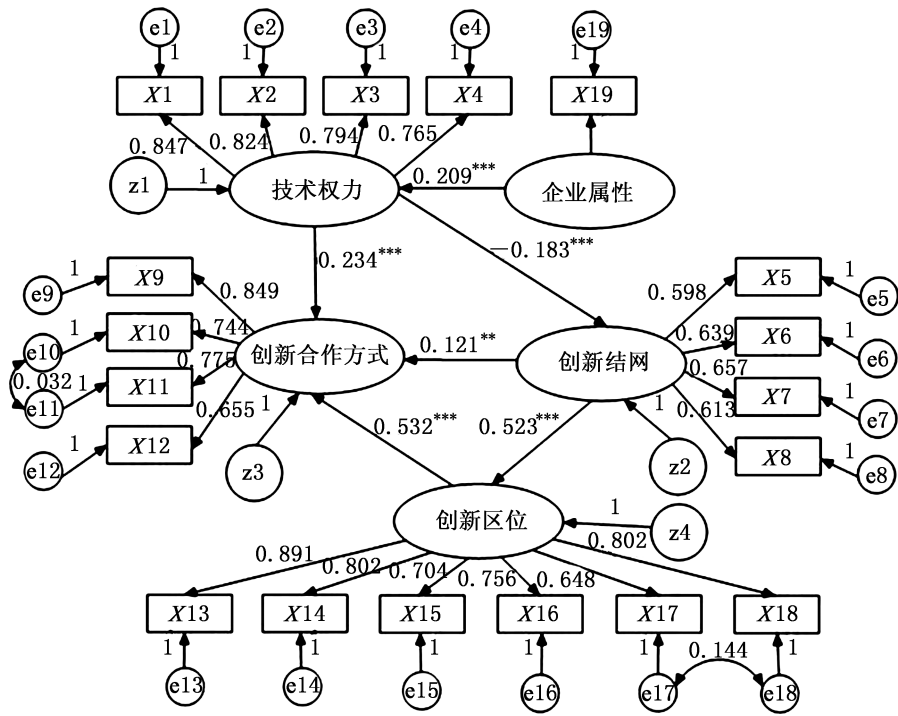 e1 e2 e3 e4 e19
1 1 1 1 1
X1 X2 X3 X4 X19
0.847 0.824 0.794 0.765
z1 1 技术权力 0.209*** 企业属性
0.234*** −0.183***
e9 1 X9 0.849 0.598 X5 1 e5
e10 1 X10 0.744 0.639 X6 1 e6
创新合作方式 0.121** 创新结网
0.032 e11 1 X11 0.775 0.657 X7 1 e7
e12 1 X12 0.655 0.613 X8 1 e8
1 z3 0.532*** 0.523*** 1 z2
创新区位 1 z4
0.891 0.802 0.704 0.756 0.648 0.802
X13 X14 X15 X16 X17 X18
1 1 1 1 1 1
0.144
e13 e14 e15 e16 e17 e18